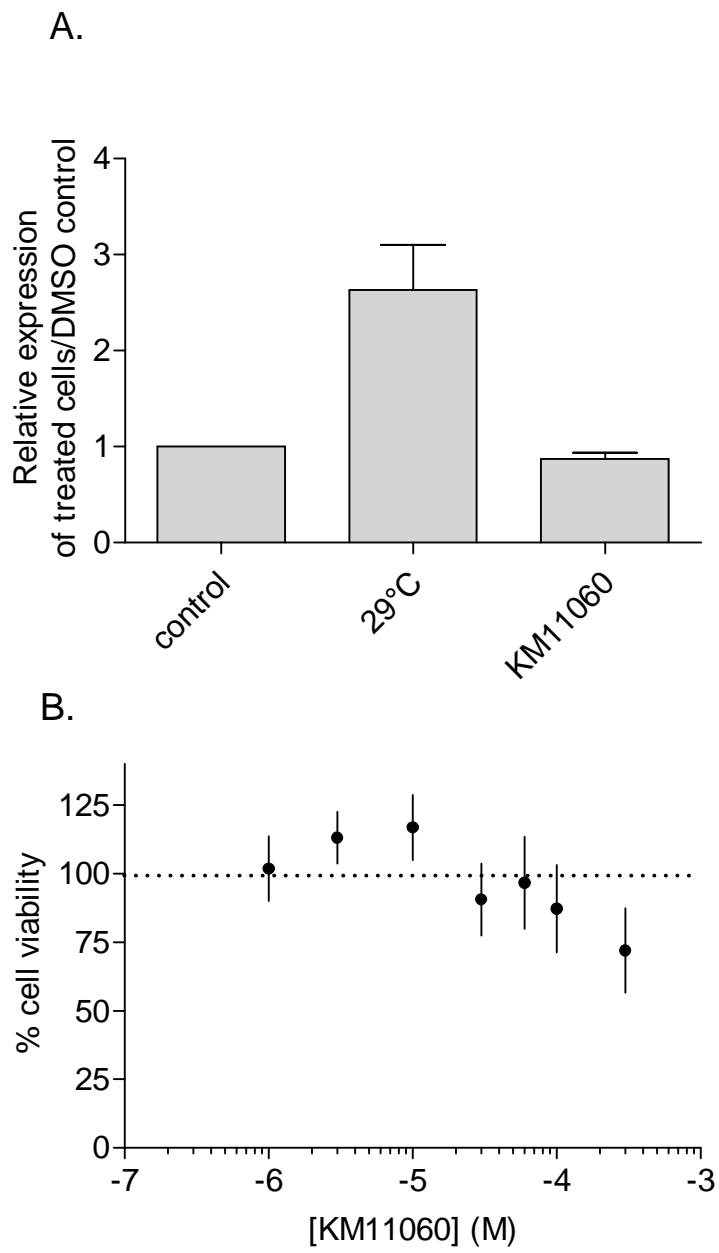 A.
Relative expression
of treated cells/DMSO control
4
3
2
1
0
control
29°C
KM11060
B.
% cell viability
125
100
75
50
25
0
-7
-6
-5
-4
-3
[KM11060] (M)